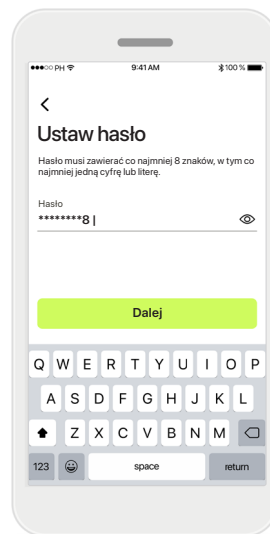 PH 9:41 AM 100 %
Ustaw hasło
Hasło musi zawierać co najmniej 8 znaków, w tym co
najmniej jedną cyfrę lub literę.
Hasło
********8 |
Dalej
Q W E R T Y U I O P
A S D F G H J K L
Z X C V B N M
123 space return